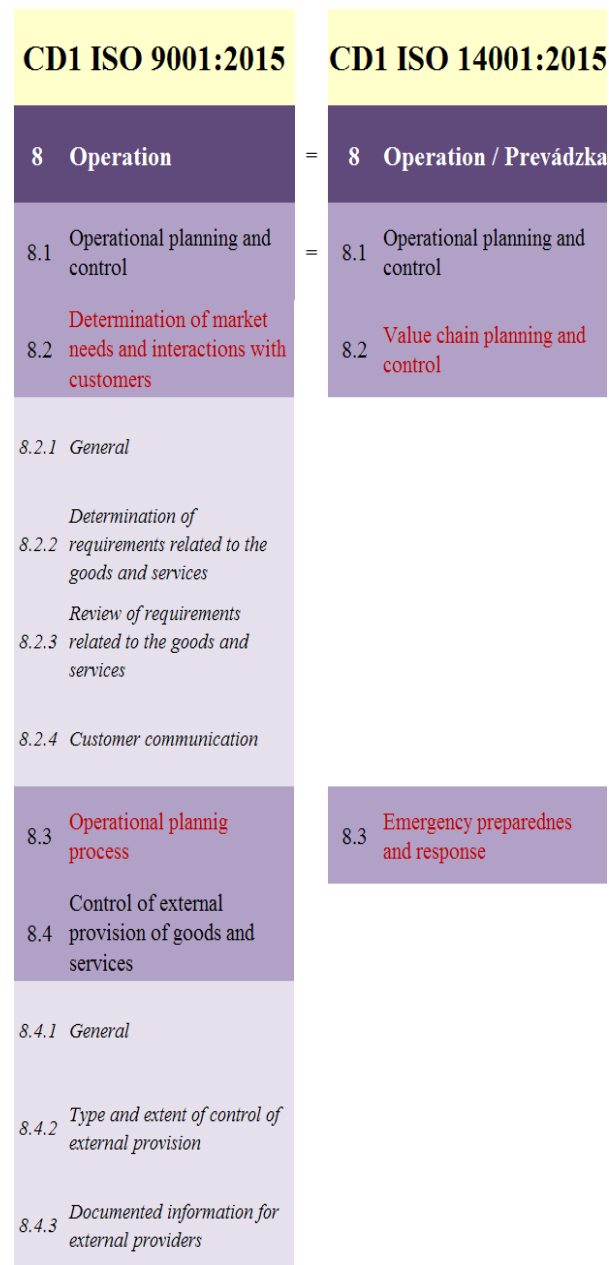 CD1 ISO 9001:2015 CD1 ISO 14001:2015
8 Operation = 8 Operation / Prevádzka
8.1 Operational planning and
control
= 8.1 Operational planning and
control
8.2 Determination of market
needs and interactions with
customers
8.2 Value chain planning and
control
8.2.1 General
8.2.2 Determination of
requirements related to the
goods and services
8.2.3 Review of requirements
related to the goods and
services
8.2.4 Customer communication
8.3 Operational plannig
process
8.3 Emergency preparednes
and response
8.4 Control of external
provision of goods and
services
8.4.1 General
8.4.2 Type and extent of control of
external provision
8.4.3 Documented information for
external providers